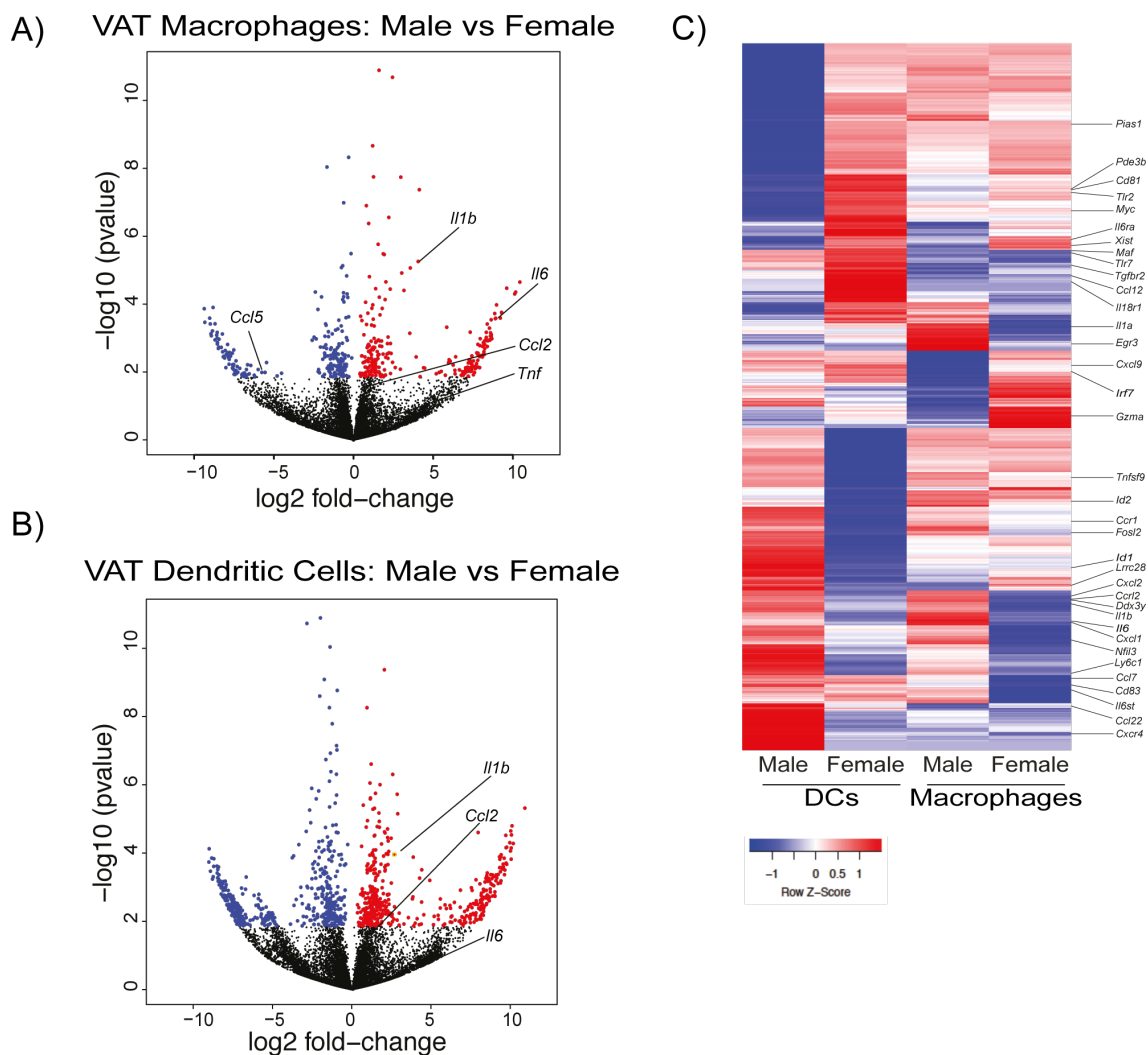 A)
VAT Macrophages: Male vs Female
−log10 (pvalue)
10
8
6
4
2
0
Il1b
Il6
Ccl5
Ccl2
Tnf
−10
−5
0
5
10
log2 fold−change
B)
VAT Dendritic Cells: Male vs Female
−log10 (pvalue)
10
8
6
4
2
0
Il1b
Ccl2
Il6
−10
−5
0
5
10
log2 fold−change
C)
Pias1
Pde3b
Cd81
Tlr2
Myc
Il6ra
Xist
Maf
Tlr7
Tgfbr2
Ccl12
Il18r1
Il1a
Egr3
Cxcl9
Irf7
Gzma
Tnfsf9
Id2
Ccr1
Fosl2
Id1
Lrrc28
Cxcl2
Ccrl2
Ddx3y
Il1b
Il6
Cxcl1
Nfil3
Ly6c1
Ccl7
Cd83
Il6st
Ccl22
Cxcr4
Male Female Male Female
DCs Macrophages
−1 0 0.5 1
Row Z−Score